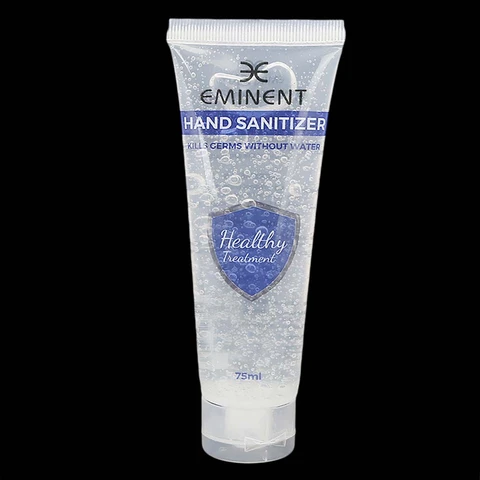 EMINENT
HAND SANITIZER
KILLS GERMS WITHOUT WATER
Healthy
Treatment
75ml